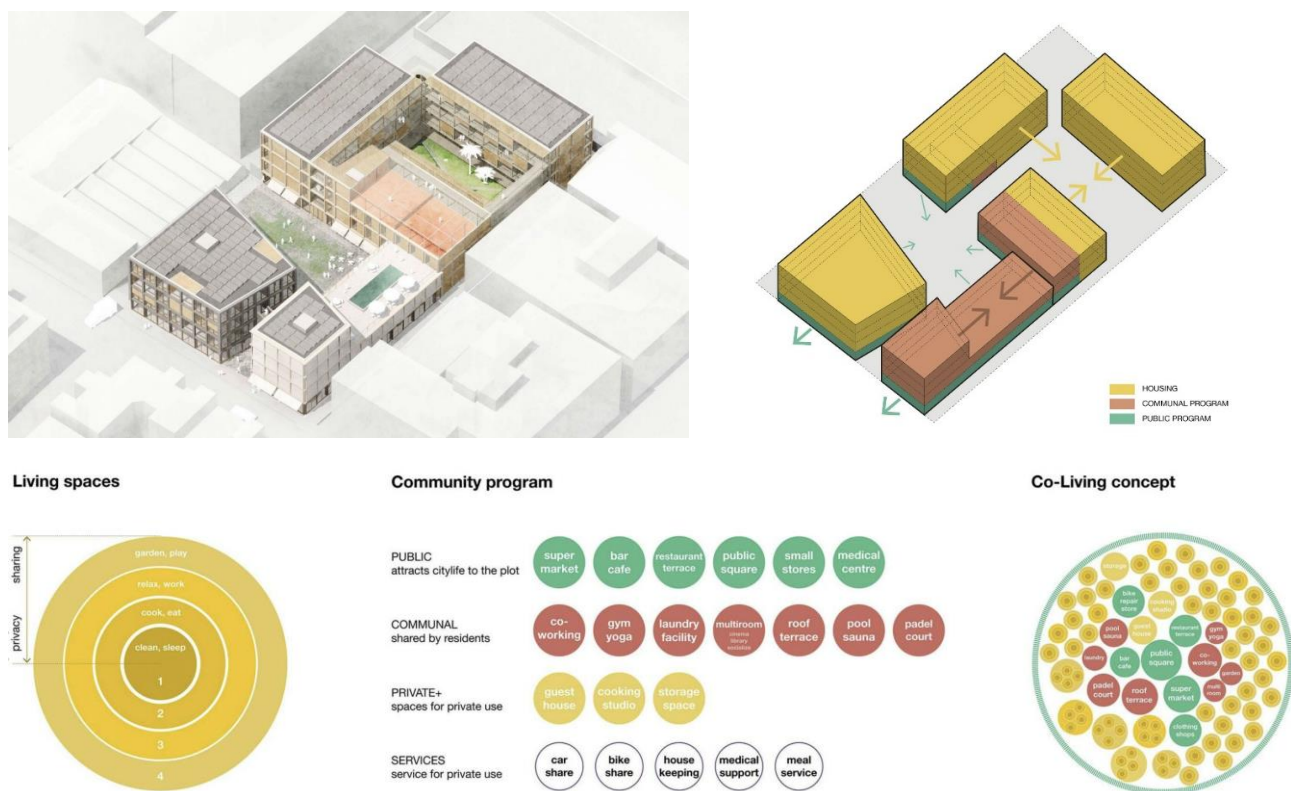 HOUSING
COMMUNAL PROGRAM
PUBLIC PROGRAM
Living spaces
sharing
privacy
garden, play
relax, work
cook, eat
clean, sleep
1
2
3
4
Community program
PUBLIC
attracts citylife to the plot
super
market
bar
cafe
restaurant
terrace
public
square
small
stores
medical
centre
COMMUNAL
shared by residents
co-
working
gym
yoga
laundry
facility
multiroom
cinema
library
socialize
roof
terrace
pool
sauna
padel
court
PRIVATE+
spaces for private use
guest
house
cooking
studio
storage
space
SERVICES
service for private use
car
share
bike
share
house
keeping
medical
support
meal
service
Co-Living concept
storage
bike
repair
store
cooking
studio
pool
sauna
guest
house
restaurant
terrace
gym
yoga
laundry
bar
cafe
public
square
co-
working
garden
padel
court
roof
terrace
super
market
multi
room
clothing
shops